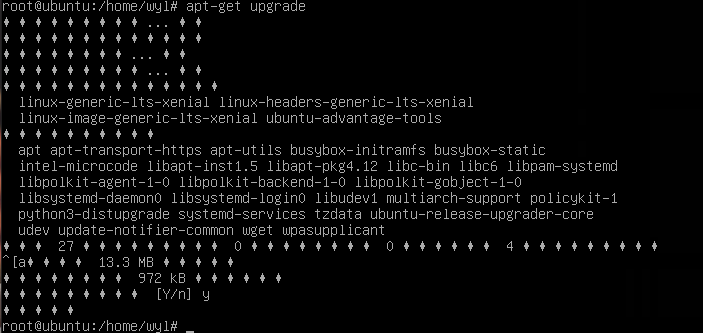 root@ubuntu:/home/wyl# apt-get upgrade
♦ ♦ ♦ ♦ ♦ ♦ ♦ ♦ ... ♦ ♦
♦ ♦ ♦ ♦ ♦ ♦ ♦ ♦ ♦ ♦ ♦ ♦
♦ ♦ ♦ ♦ ♦ ♦ ♦ ... ♦ ♦
♦ ♦ ♦ ♦ ♦ ♦ ♦ ♦ ... ♦ ♦
♦ ♦ ♦ ♦ ♦ ♦ ♦ ♦ ♦ ♦ ♦ ♦ ♦
linux-generic-lts-xenial linux-headers-generic-lts-xenial
linux-image-generic-lts-xenial ubuntu-advantage-tools
♦ ♦ ♦ ♦ ♦ ♦ ♦ ♦ ♦
apt apt-transport-https apt-utils busybox-initramfs busybox-static
intel-microcode libapt-inst1.5 libapt-pkg4.12 libc-bin libc6 libpam-systemd
libpolkit-agent-1-0 libpolkit-backend-1-0 libpolkit-gobject-1-0
libsystemd-daemon0 libsystemd-login0 libudev1 multiarch-support policykit-1
python3-distupgrade systemd-services tzdata ubuntu-release-upgrader-core
udev update-notifier-common wget wpasupplicant
♦ ♦ ♦ 27 ♦ ♦ ♦ ♦ ♦ ♦ ♦ ♦ 0 ♦ ♦ ♦ ♦ ♦ ♦ ♦ 0 ♦ ♦ ♦ ♦ ♦ ♦ 4 ♦ ♦ ♦ ♦ ♦ ♦ ♦ ♦
^[a♦ ♦ ♦ ♦ 13.3 MB ♦ ♦ ♦ ♦ ♦
♦ ♦ ♦ ♦ ♦ ♦ ♦ ♦ 972 kB ♦ ♦ ♦ ♦ ♦ ♦
♦ ♦ ♦ ♦ ♦ ♦ ♦ ♦ ♦ [Y/n] y
♦ ♦ ♦ ♦ ♦
root@ubuntu:/home/wyl# _